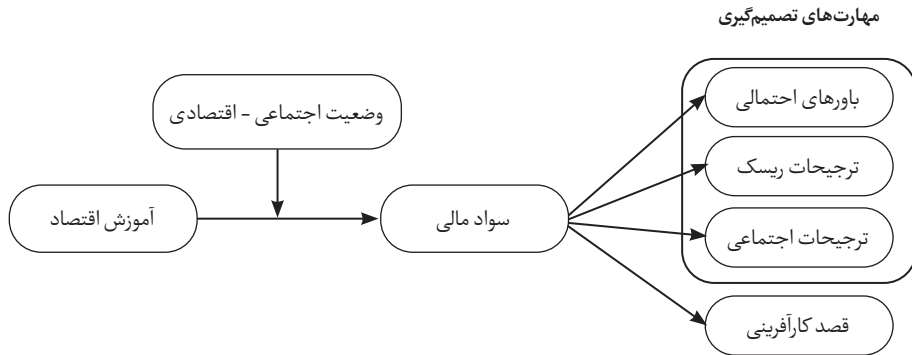 مهارت‌های تصمیم‌گیری
باورهای احتمالی
وضعیت اجتماعی - اقتصادی
ترجیحات ریسک
آموزش اقتصاد
سواد مالی
ترجیحات اجتماعی
قصد کارآفرینی